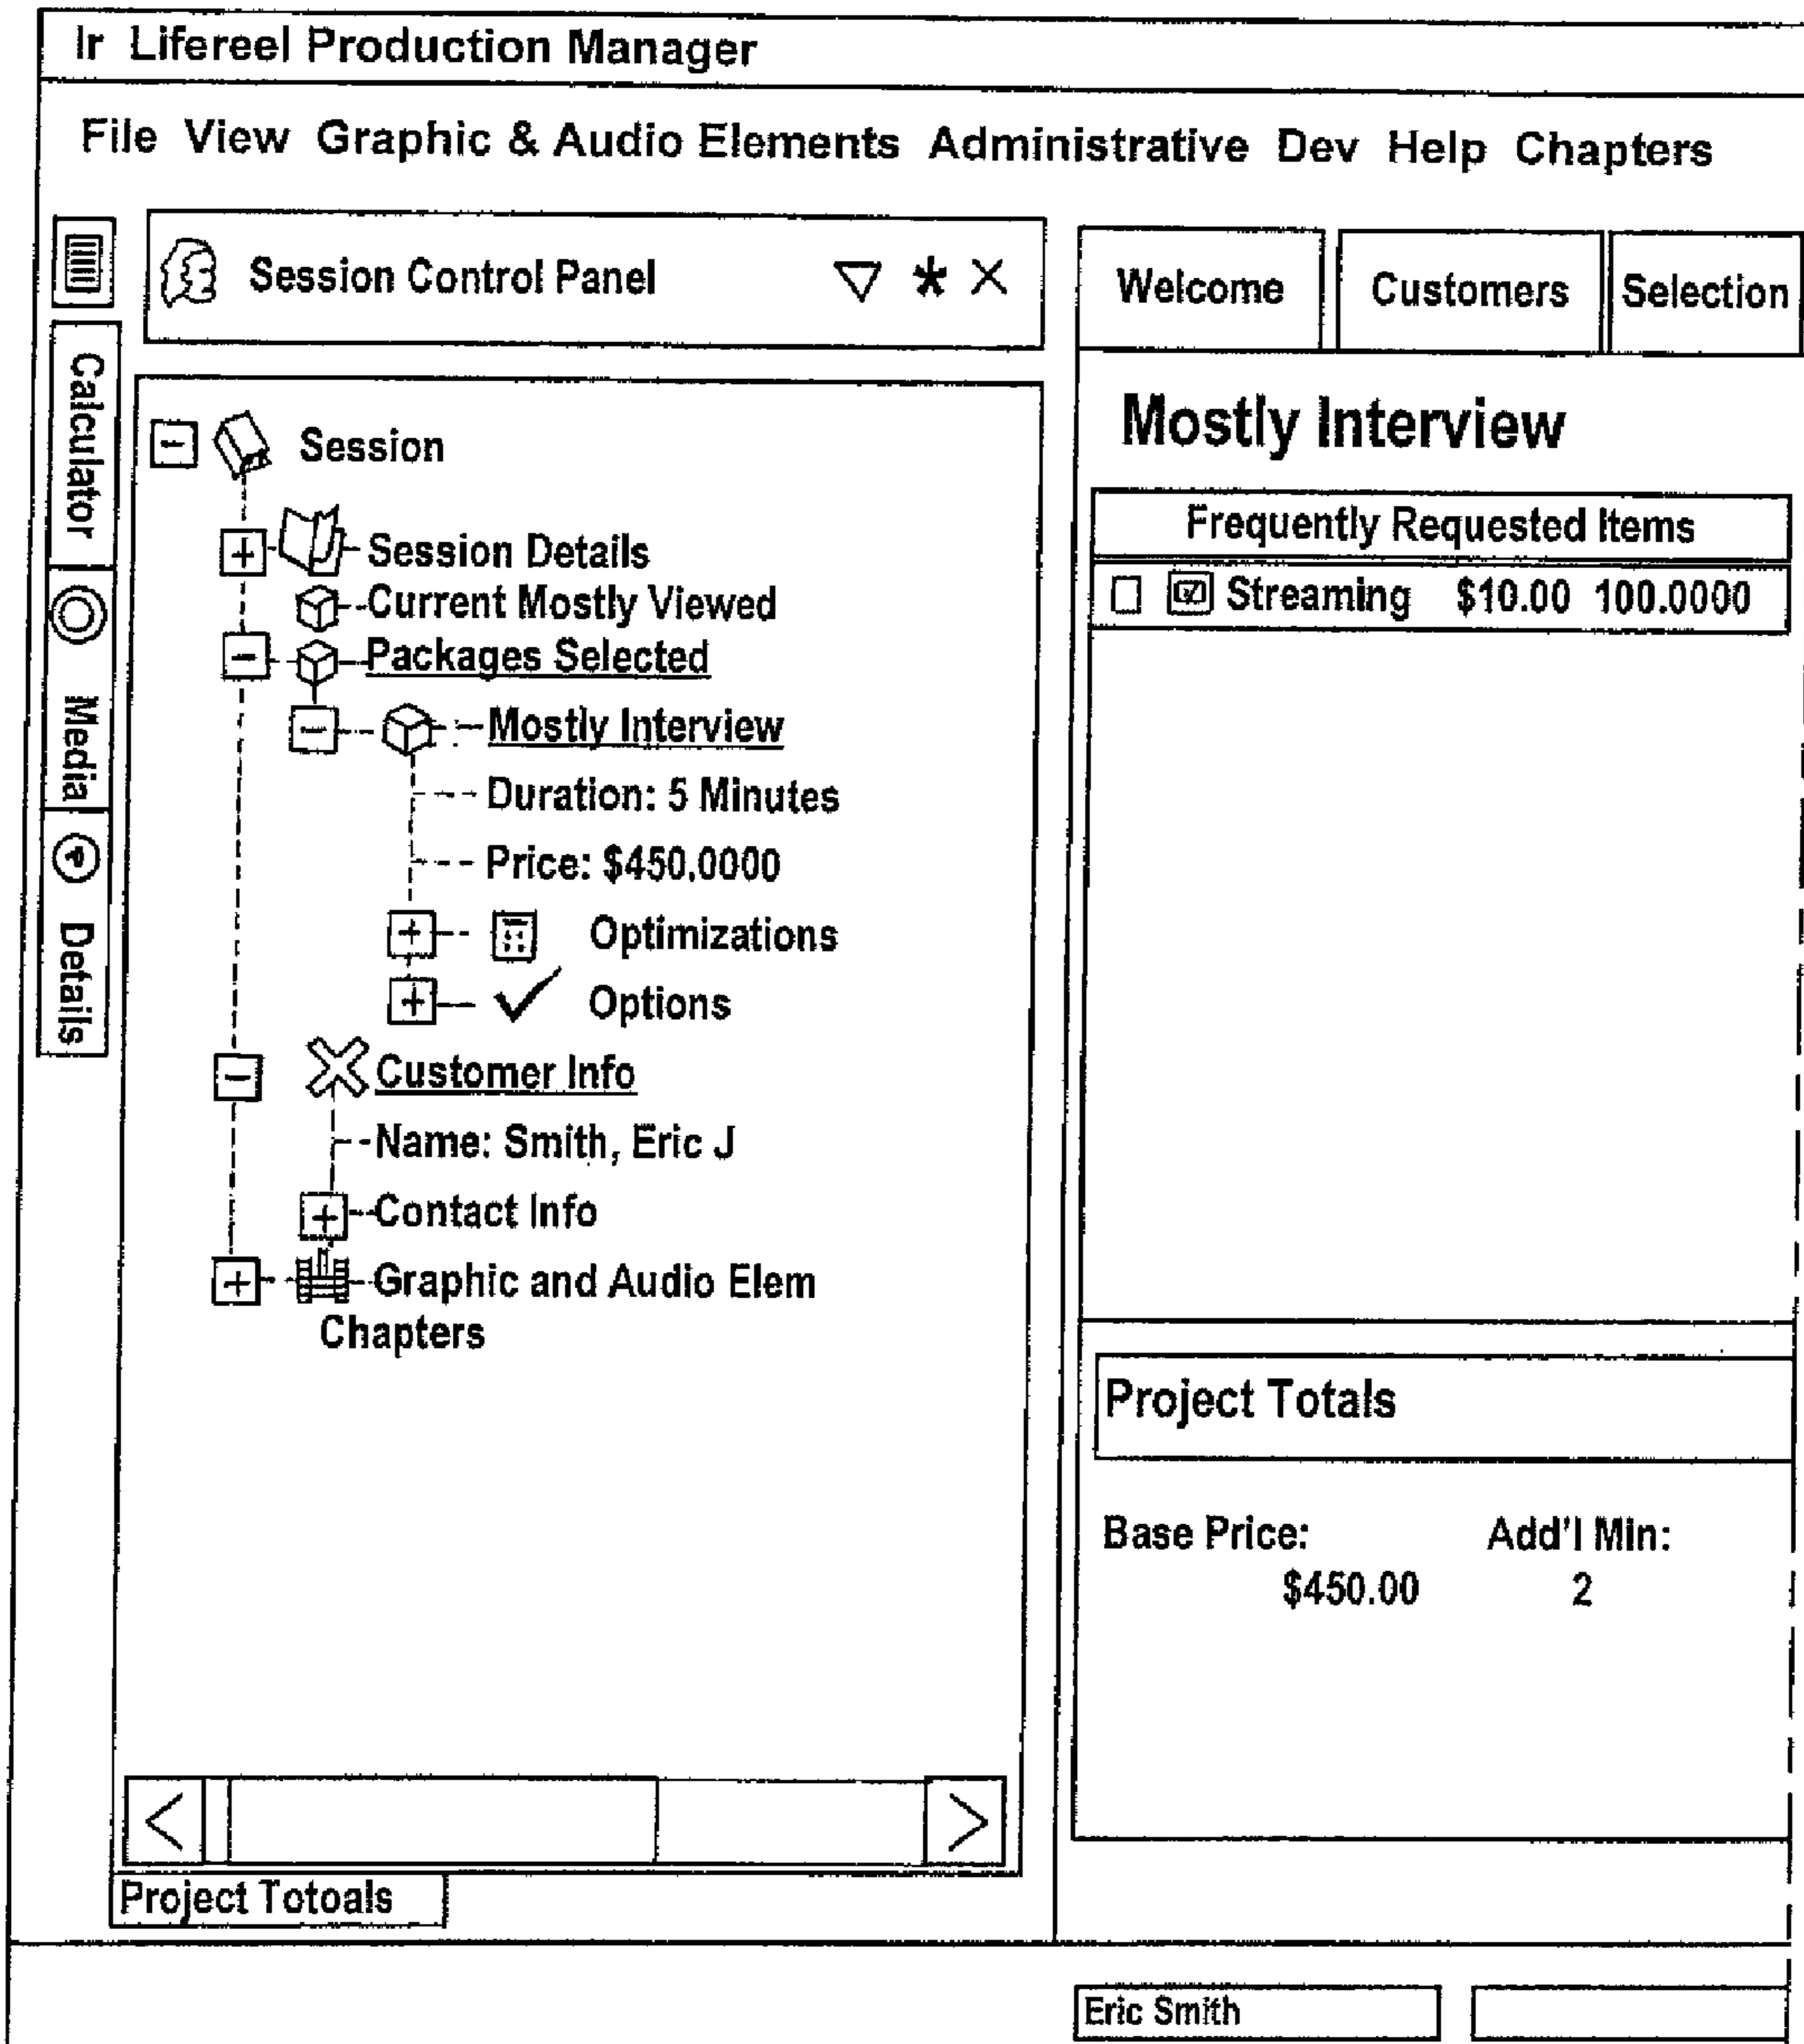 lr Lifereel Production Manager
File View Graphic & Audio Elements Administrative Dev Help Chapters
Calculator
Media
Details
Session Control Panel
Session
Session Details
Current Mostly Viewed
Packages Selected
Mostly Interview
Duration: 5 Minutes
Price: $450.0000
Optimizations
Options
Customer Info
Name: Smith, Eric J
Contact Info
Graphic and Audio Elem
Chapters
Project Totoals
Welcome Customers Selection
Mostly Interview
Frequently Requested Items
Streaming $10.00 100.0000
Project Totals
Base Price: Add'l Min:
$450.00 2
Eric Smith